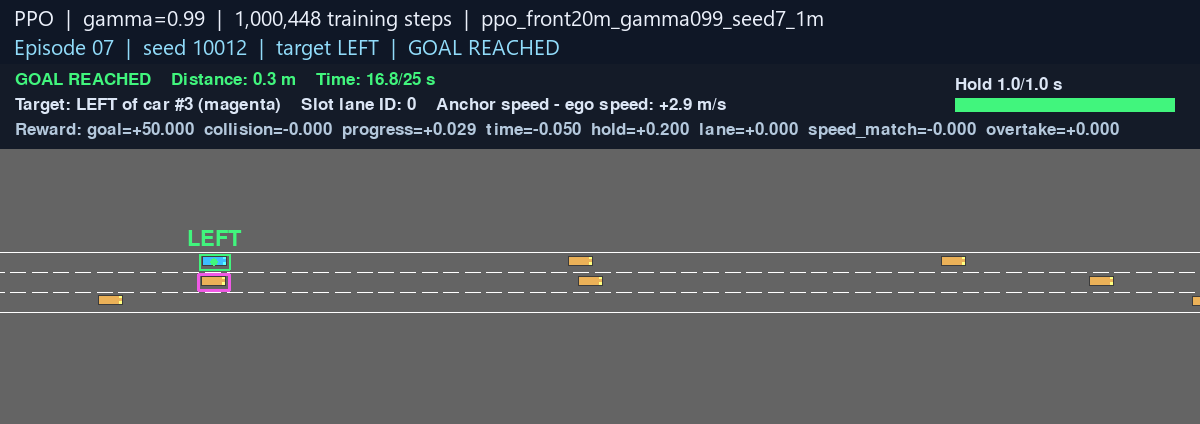 PPO | gamma=0.99 | 1,000,448 training steps | ppo_front20m_gamma099_seed7_1m
Episode 07 | seed 10012 | target LEFT | GOAL REACHED
GOAL REACHED Distance: 0.3 m Time: 16.8/25 s
Hold 1.0/1.0 s
Target: LEFT of car #3 (magenta) Slot lane ID: 0 Anchor speed - ego speed: +2.9 m/s
Reward: goal=+50.000 collision=-0.000 progress=+0.029 time=-0.050 hold=+0.200 lane=+0.000 speed_match=-0.000 overtake=+0.000
LEFT